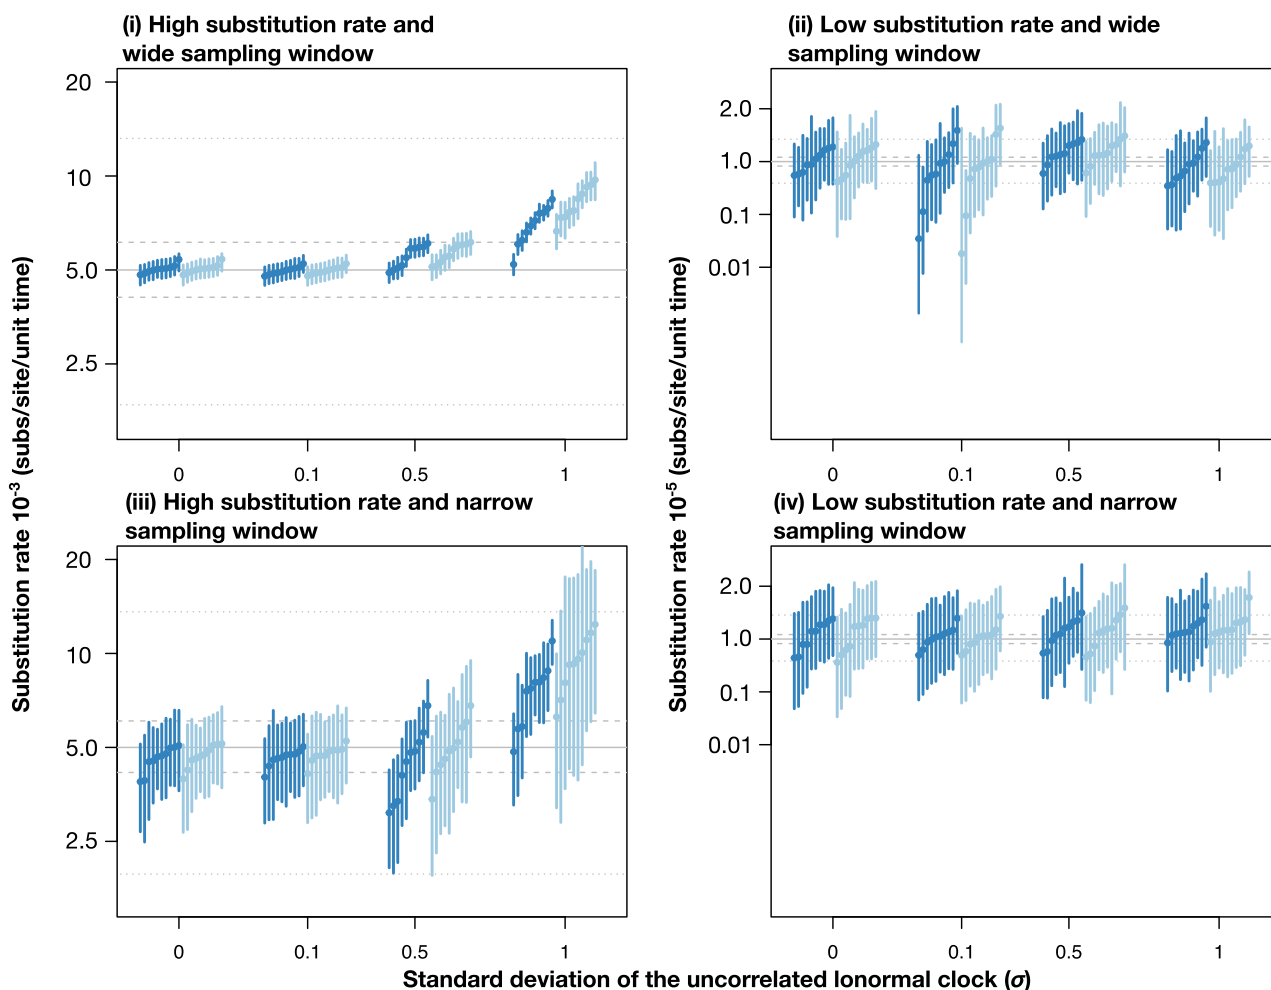 (i) High substitution rate and
wide sampling window
20
10
5.0
2.5
0
0.1
0.5
1
(ii) Low substitution rate and wide
sampling window
2.0
1.0
0.1
0.01
0
0.1
0.5
1
(iii) High substitution rate and narrow
sampling window
20
10
5.0
2.5
0
0.1
0.5
1
(iv) Low substitution rate and narrow
sampling window
2.0
1.0
0.1
0.01
0
0.1
0.5
1
Substitution rate 10⁻³ (subs/site/unit time)
Substitution rate 10⁻⁵ (subs/site/unit time)
Standard deviation of the uncorrelated lonormal clock (σ)